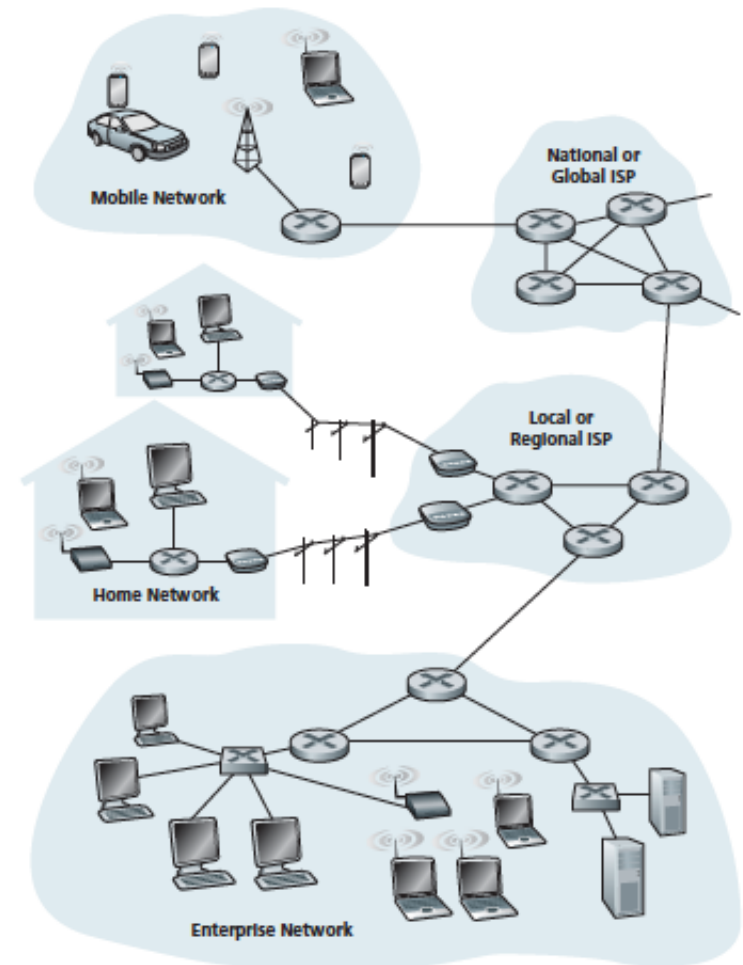 Mobile Network
National or
Global ISP
Local or
Regional ISP
Home Network
Enterprise Network